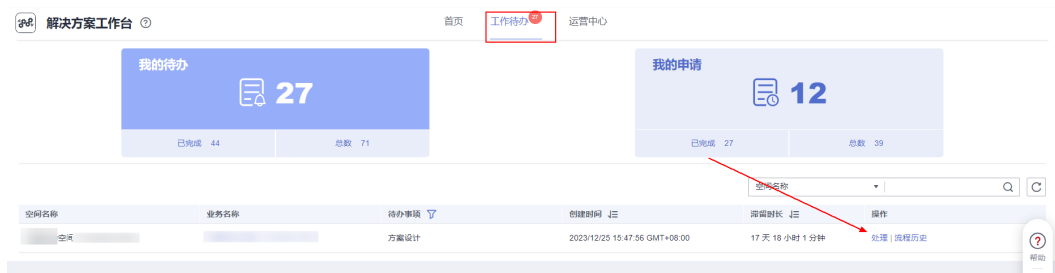 解决方案工作台 首页 工作待办 27 运营中心
我的待办
27
已完成 44 总数 71
我的申请
12
已完成 27 总数 39
空间名称
空间名称 业务名称 待办事项 创建时间 滞留时长 操作
空间 方案设计 2023/12/25 15:47:56 GMT+08:00 17 天 18 小时 1 分钟 处理 | 流程历史
帮助